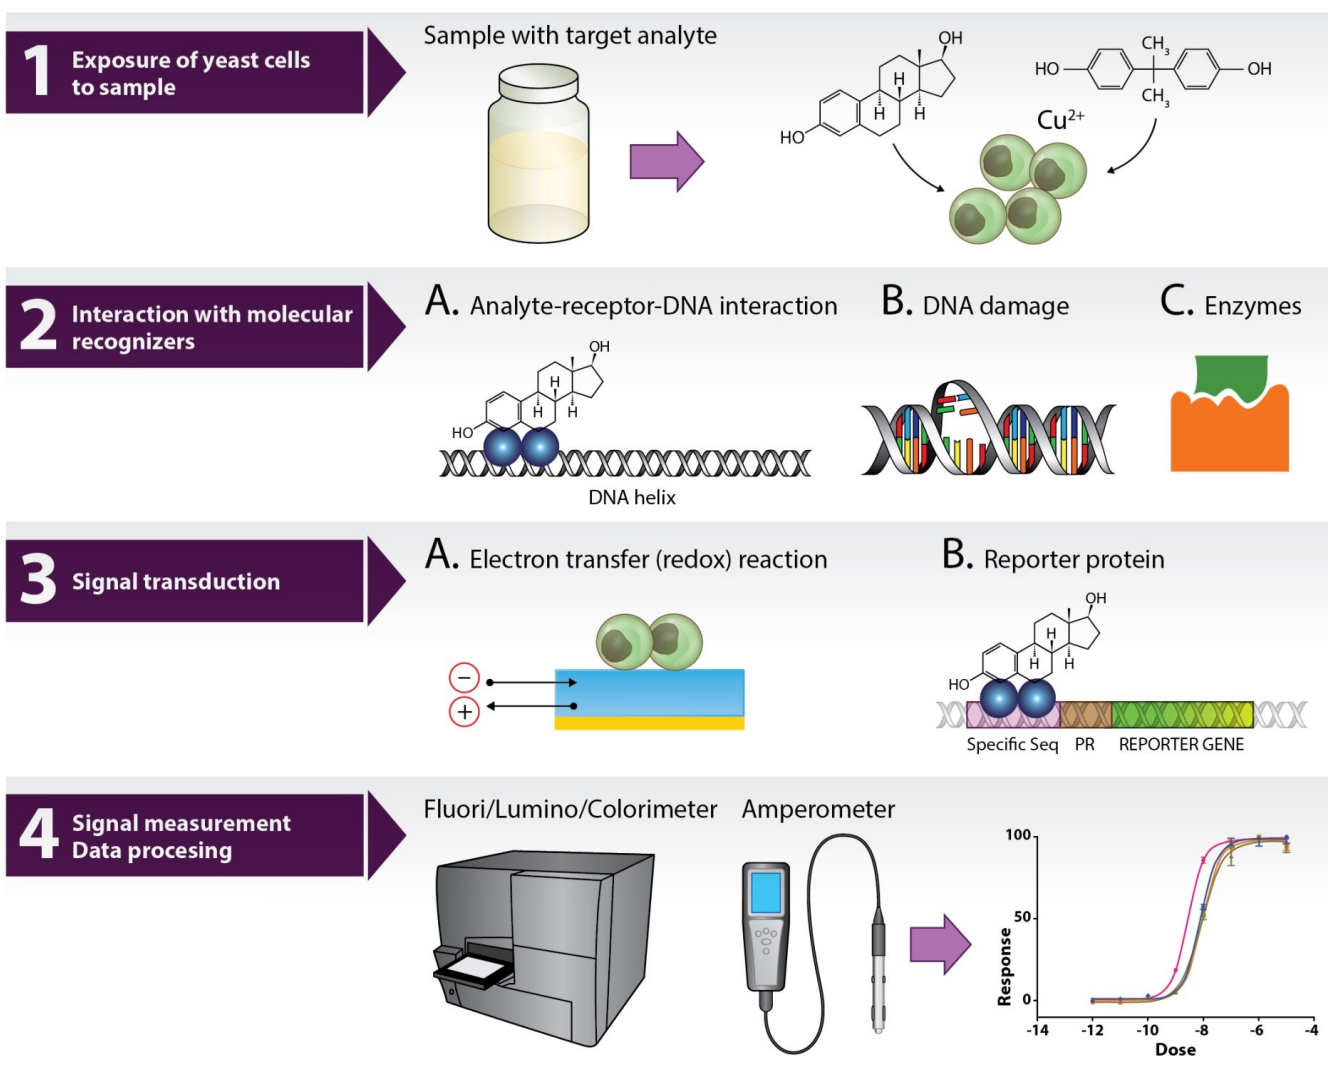 1
Exposure of yeast cells
to sample
Sample with target analyte
OH
H
H
H
HO
HO
CH3
CH3
OH
Cu2+
2
Interaction with molecular
recognizers
A. Analyte-receptor-DNA interaction
OH
H
H
H
HO
DNA helix
B. DNA damage
C. Enzymes
3
Signal transduction
A. Electron transfer (redox) reaction
−
+
B. Reporter protein
OH
H
H
H
HO
Specific Seq
PR
REPORTER GENE
4
Signal measurement
Data procesing
Fluori/Lumino/Colorimeter
Amperometer
100
50
0
Response
-14
-12
-10
-8
-6
-4
Dose